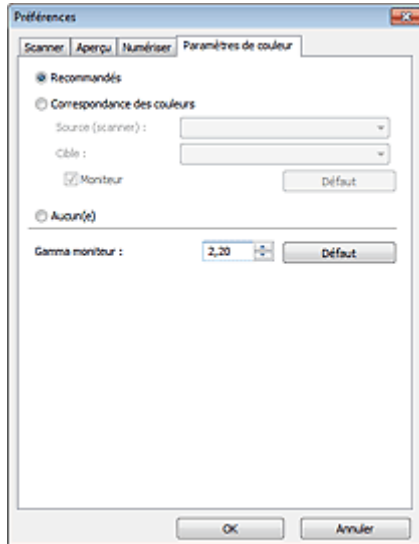 Préférences
Scanner Aperçu Numériser Paramètres de couleur
Recommandés
Correspondance des couleurs
Source (scanner) :
Cible :
Moniteur Défaut
Aucun(e)
Gamma moniteur : 2,20 Défaut
OK Annuler